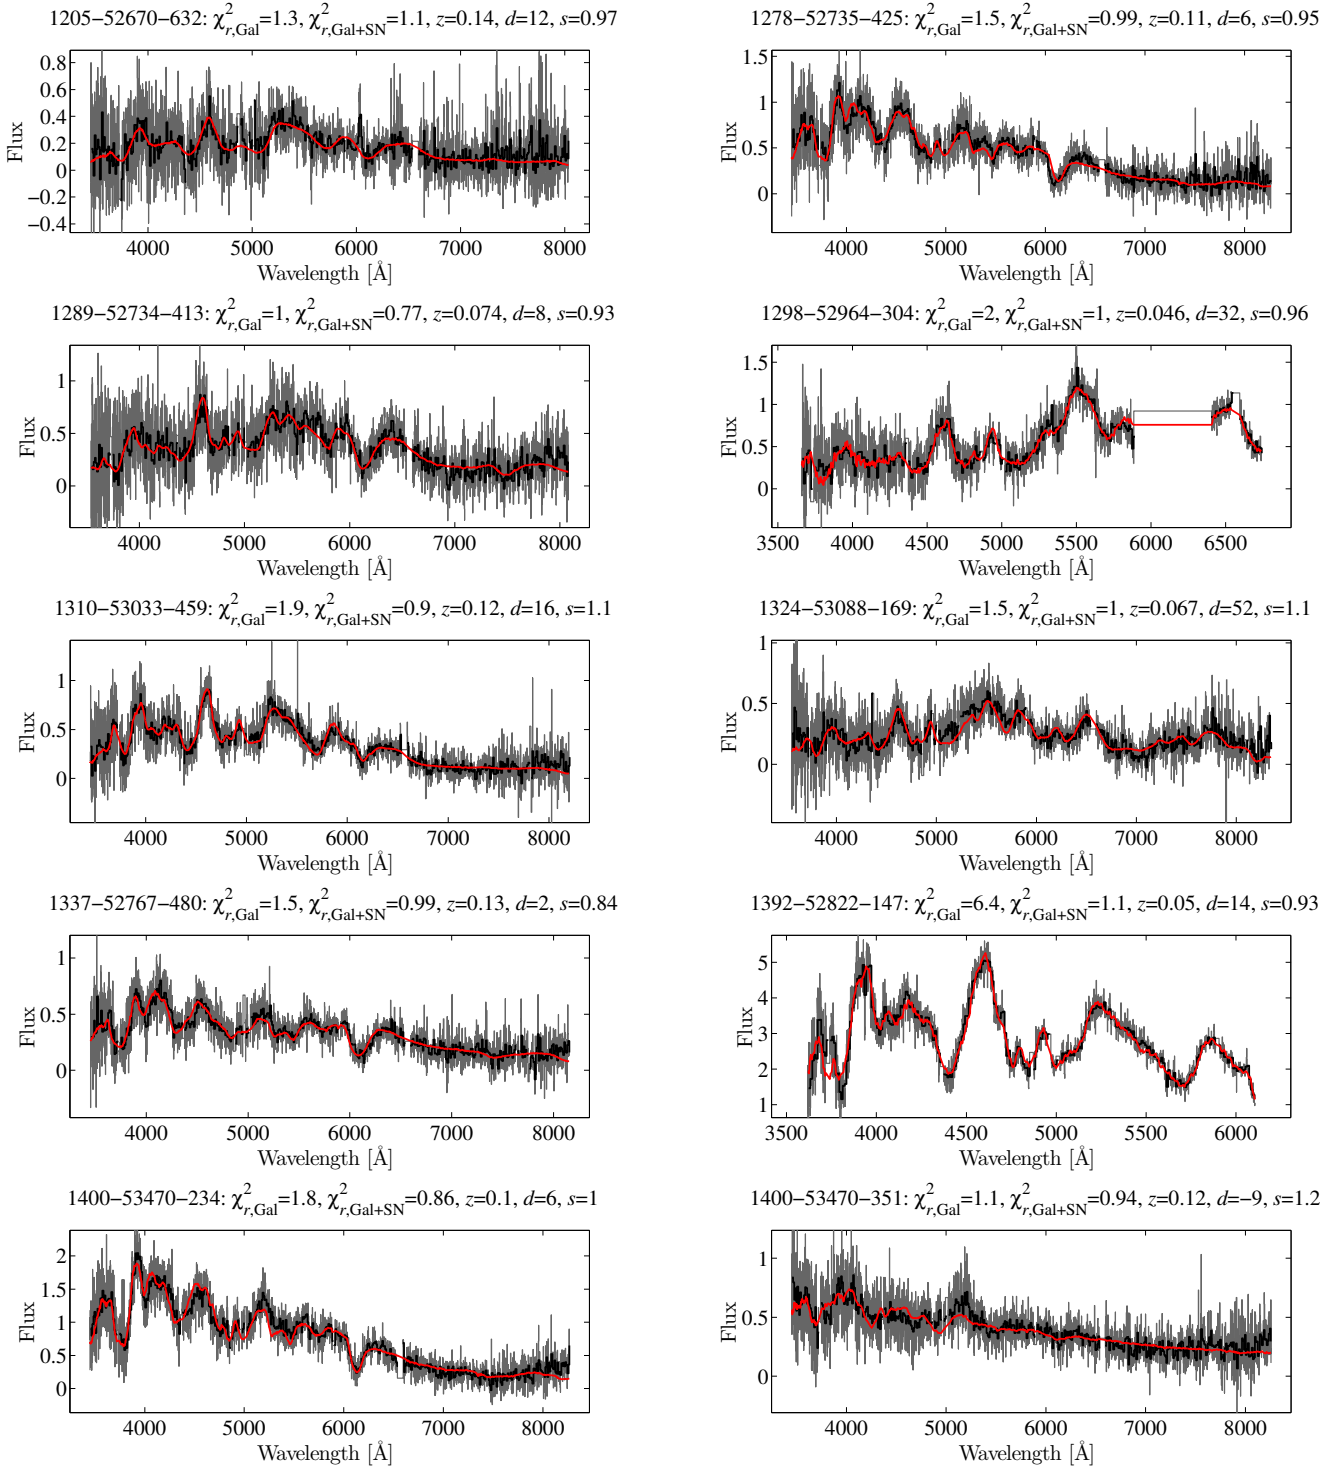 1205−52670−632: χ²r,Gal=1.3, χ²r,Gal+SN=1.1, z=0.14, d=12, s=0.97
0.8
0.6
0.4
0.2
0
−0.2
−0.4
Flux
4000 5000 6000 7000 8000
Wavelength [Å]
1278−52735−425: χ²r,Gal=1.5, χ²r,Gal+SN=0.99, z=0.11, d=6, s=0.95
1.5
1
0.5
0
Flux
4000 5000 6000 7000 8000
Wavelength [Å]
1289−52734−413: χ²r,Gal=1, χ²r,Gal+SN=0.77, z=0.074, d=8, s=0.93
1
0.5
0
Flux
4000 5000 6000 7000 8000
Wavelength [Å]
1298−52964−304: χ²r,Gal=2, χ²r,Gal+SN=1, z=0.046, d=32, s=0.96
1.5
1
0.5
0
Flux
3500 4000 4500 5000 5500 6000 6500
Wavelength [Å]
1310−53033−459: χ²r,Gal=1.9, χ²r,Gal+SN=0.9, z=0.12, d=16, s=1.1
1
0.5
0
Flux
4000 5000 6000 7000 8000
Wavelength [Å]
1324−53088−169: χ²r,Gal=1.5, χ²r,Gal+SN=1, z=0.067, d=52, s=1.1
1
0.5
0
Flux
4000 5000 6000 7000 8000
Wavelength [Å]
1337−52767−480: χ²r,Gal=1.5, χ²r,Gal+SN=0.99, z=0.13, d=2, s=0.84
1
0.5
0
Flux
4000 5000 6000 7000 8000
Wavelength [Å]
1392−52822−147: χ²r,Gal=6.4, χ²r,Gal+SN=1.1, z=0.05, d=14, s=0.93
5
4
3
2
1
Flux
3500 4000 4500 5000 5500 6000
Wavelength [Å]
1400−53470−234: χ²r,Gal=1.8, χ²r,Gal+SN=0.86, z=0.1, d=6, s=1
2
1.5
1
0.5
0
Flux
4000 5000 6000 7000 8000
Wavelength [Å]
1400−53470−351: χ²r,Gal=1.1, χ²r,Gal+SN=0.94, z=0.12, d=−9, s=1.2
1
0.5
0
Flux
4000 5000 6000 7000 8000
Wavelength [Å]